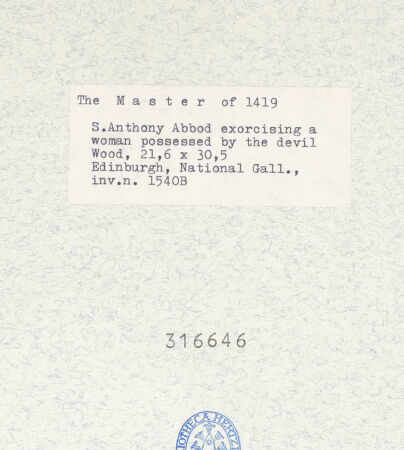 The M a s t e r of 1419
S.Anthony Abbod exorcising a
woman possessed by the devil
Wood, 21,6 x 30,5
Edinburgh, National Gall.,
inv.n. 1540B
316646